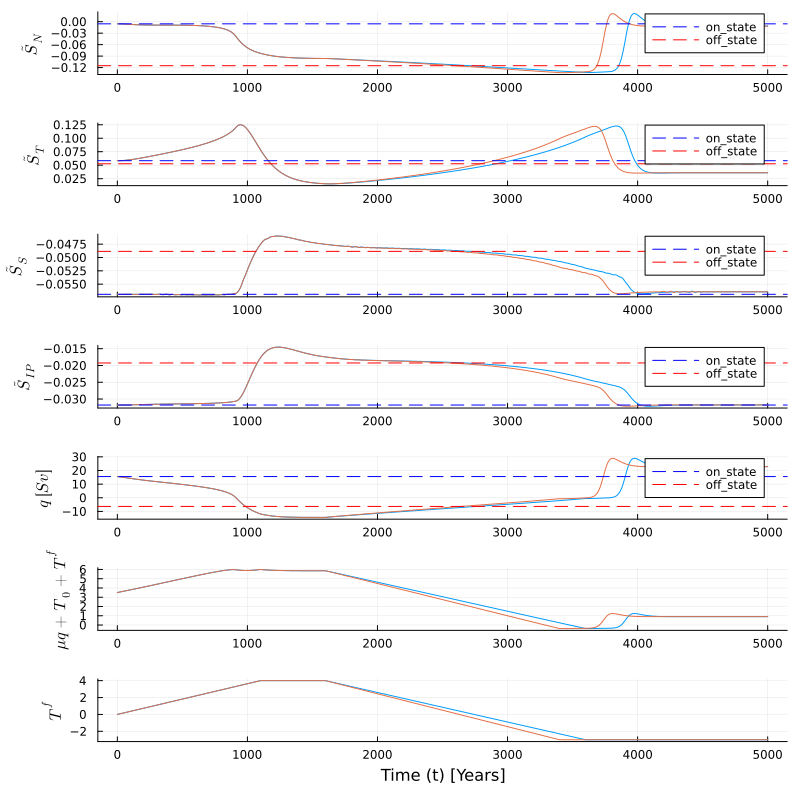 S̃_N
0.00
−0.03
−0.06
−0.09
−0.12
on_state
off_state
0 1000 2000 3000 4000 5000
S̃_T
0.125
0.100
0.075
0.050
0.025
on_state
off_state
0 1000 2000 3000 4000 5000
S̃_S
−0.0475
−0.0500
−0.0525
−0.0550
on_state
off_state
0 1000 2000 3000 4000 5000
S̃_IP
−0.015
−0.020
−0.025
−0.030
on_state
off_state
0 1000 2000 3000 4000 5000
q [Sv]
30
20
10
0
−10
on_state
off_state
0 1000 2000 3000 4000 5000
μq + T_0 + T^f
6
5
4
3
2
1
0
0 1000 2000 3000 4000 5000
T^f
4
2
0
−2
0 1000 2000 3000 4000 5000
Time (t) [Years]